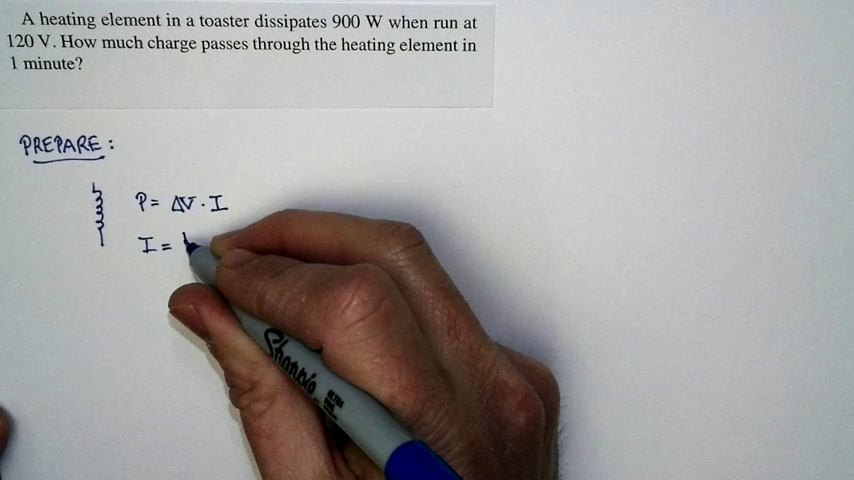 A heating element in a toaster dissipates 900 W when run at
120 V. How much charge passes through the heating element in
1 minute?
PREPARE:
P = ΔV · I
I =
Sharpie